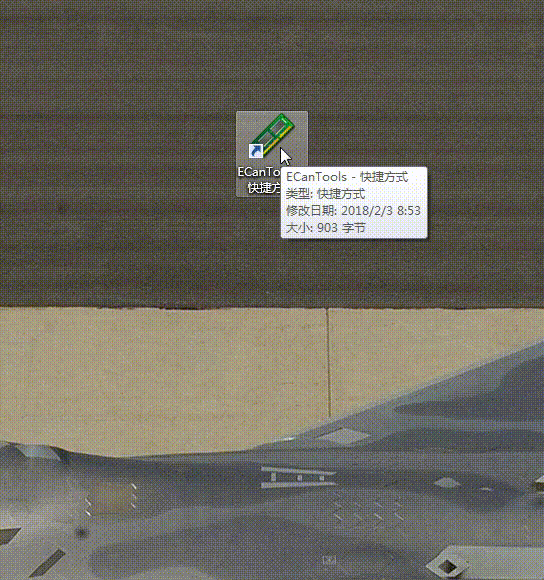 ECanTo
快捷方
ECanTools - 快捷方式
类型: 快捷方式
修改日期: 2018/2/3 8:53
大小: 903 字节